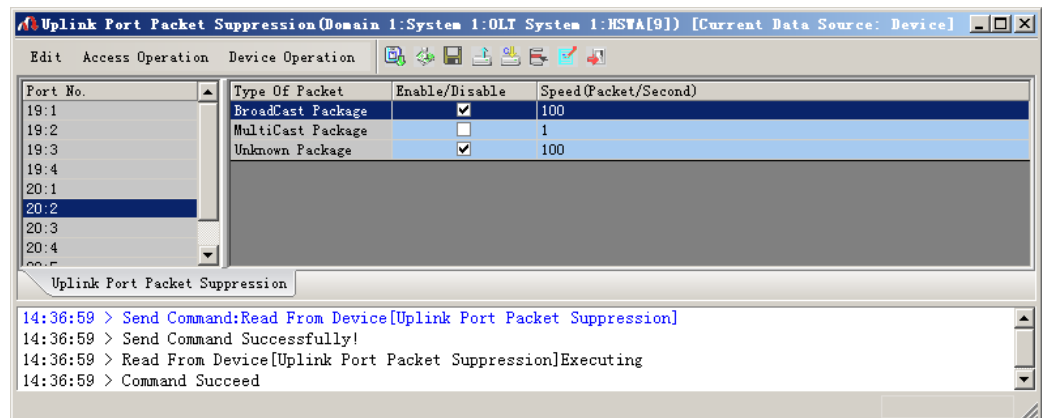 Uplink Port Packet Suppression(Domain 1:System 1:OLT System 1:HSWA[9]) [Current Data Source: Device]
Edit Access Operation Device Operation
Port No. Type Of Packet Enable/Disable Speed(Packet/Second)
19:1 BroadCast Package 100
19:2 MultiCast Package 1
19:3 Unknown Package 100
19:4
20:1
20:2
20:3
20:4
Uplink Port Packet Suppression
14:36:59 > Send Command:Read From Device[Uplink Port Packet Suppression]
14:36:59 > Send Command Successfully!
14:36:59 > Read From Device[Uplink Port Packet Suppression]Executing
14:36:59 > Command Succeed